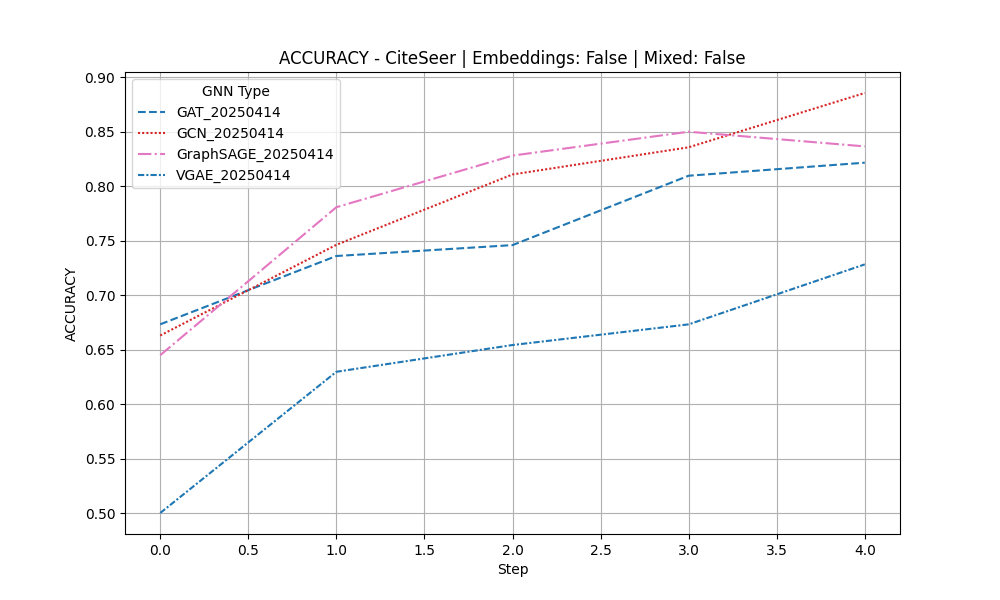 ACCURACY - CiteSeer | Embeddings: False | Mixed: False
GNN Type
GAT_20250414
GCN_20250414
GraphSAGE_20250414
VGAE_20250414
ACCURACY
0.90
0.85
0.80
0.75
0.70
0.65
0.60
0.55
0.50
0.0 0.5 1.0 1.5 2.0 2.5 3.0 3.5 4.0
Step